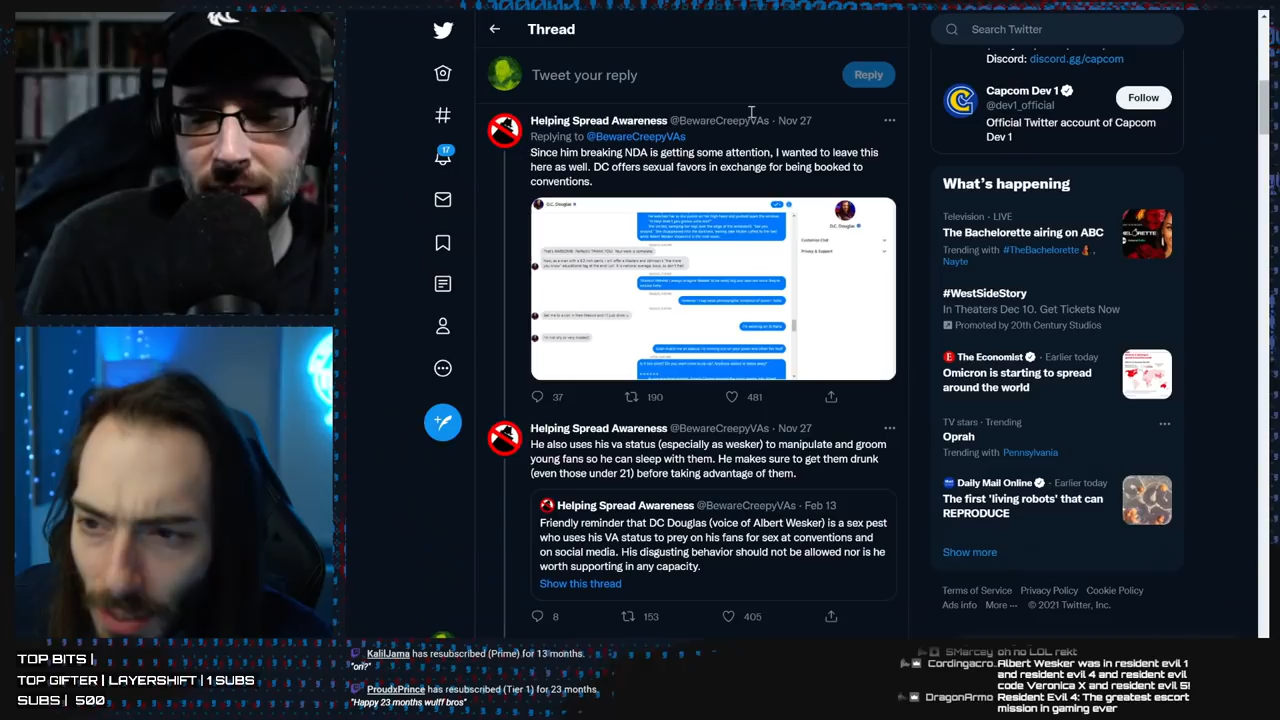 Thread
Search Twitter
Tweet your reply
Reply
Discord: discord.gg/capcom
Capcom Dev 1
@dev1_official
Follow
Official Twitter account of Capcom
Dev 1
Helping Spread Awareness @BewareCreepyVAs · Nov 27
Replying to @BewareCreepyVAs
Since him breaking NDA is getting some attention, I wanted to leave this
here as well. DC offers sexual favors in exchange for being booked to
conventions.
D.C. Douglas
D.C. Douglas
Customise Chat
Privacy & Support
37
190
481
Helping Spread Awareness @BewareCreepyVAs · Nov 27
He also uses his va status (especially as wesker) to manipulate and groom
young fans so he can sleep with them. He makes sure to get them drunk
(even those under 21) before taking advantage of them.
Helping Spread Awareness @BewareCreepyVAs · Feb 13
Friendly reminder that DC Douglas (voice of Albert Wesker) is a sex pest
who uses his VA status to prey on his fans for sex at conventions and
on social media. His disgusting behavior should not be allowed nor is he
worth supporting in any capacity.
Show this thread
8
153
405
17
What's happening
Television · LIVE
The Bachelorette airing on ABC
Trending with #TheBachelorette
Nayte
#WestSideStory
In Theaters Dec 10. Get Tickets Now
Promoted by 20th Century Studios
The Economist · Earlier today
Omicron is starting to spread
around the world
TV stars · Trending
Oprah
Trending with Pennsylvania
Daily Mail Online · Earlier today
The first 'living robots' that can
REPRODUCE
Show more
Terms of Service Privacy Policy Cookie Policy
Ads info More ··· © 2021 Twitter, Inc.
TOP BITS |
TOP GIFTER | LAYERSHIFT | 1 SUBS
SUBS | 500
KalilJama has resubscribed (Prime) for 13 months.
"ori?"
ProudxPrince has resubscribed (Tier 1) for 23 months.
"Happy 23 months wulff bros"
SMercay oh no LOL rekt
Cordingacro: Albert Wesker was in resident evil 1
and resident evil 4 and resident evil
code Veronica X and resident evil 5!
DragonArmo Resident Evil 4: The greatest escort
mission in gaming ever